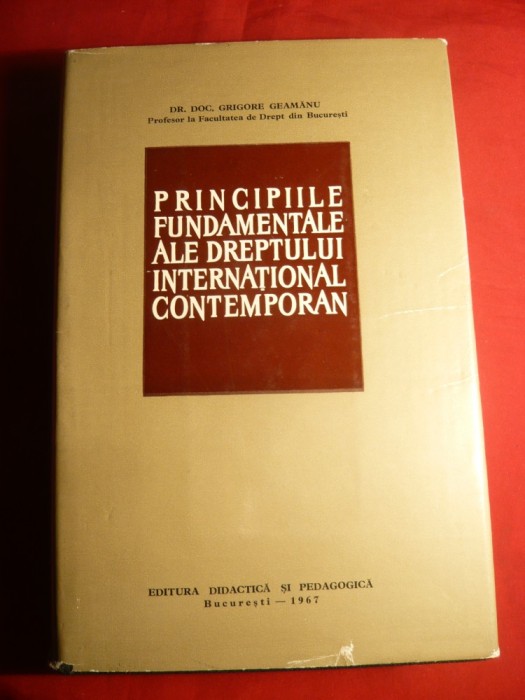 DR. DOC. GRIGORE GEAMĂNU
Profesor la Facultatea de Drept din București
PRINCIPIILE
FUNDAMENTALE
ALE DREPTULUI
INTERNAȚIONAL
CONTEMPORAN
EDITURA DIDACTICĂ ȘI PEDAGOGICĂ
București — 1967